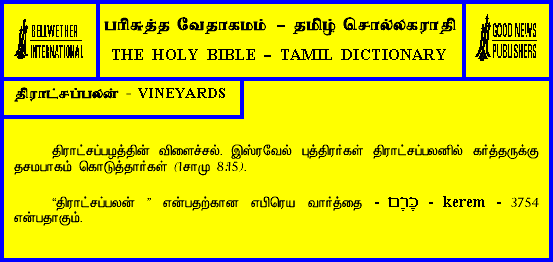 BELLWETHER
INTERNATIONAL
பரிசுத்த வேதாகமம் – தமிழ் சொல்லகராதி
THE HOLY BIBLE – TAMIL DICTIONARY
GOOD NEWS
PUBLISHERS
திராட்சப்பலன் - VINEYARDS
திராட்சப்பழத்தின் விளைச்சல். இஸ்ரவேல் புத்திரர்கள் திராட்சப்பலனில் கர்த்தருக்கு
தசமபாகம் கொடுத்தார்கள் (1சாமு 8:15).
“திராட்சப்பலன் ” என்பதற்கான எபிரெய வார்த்தை - כֶּרֶם - kerem - 3754
என்பதாகும்.